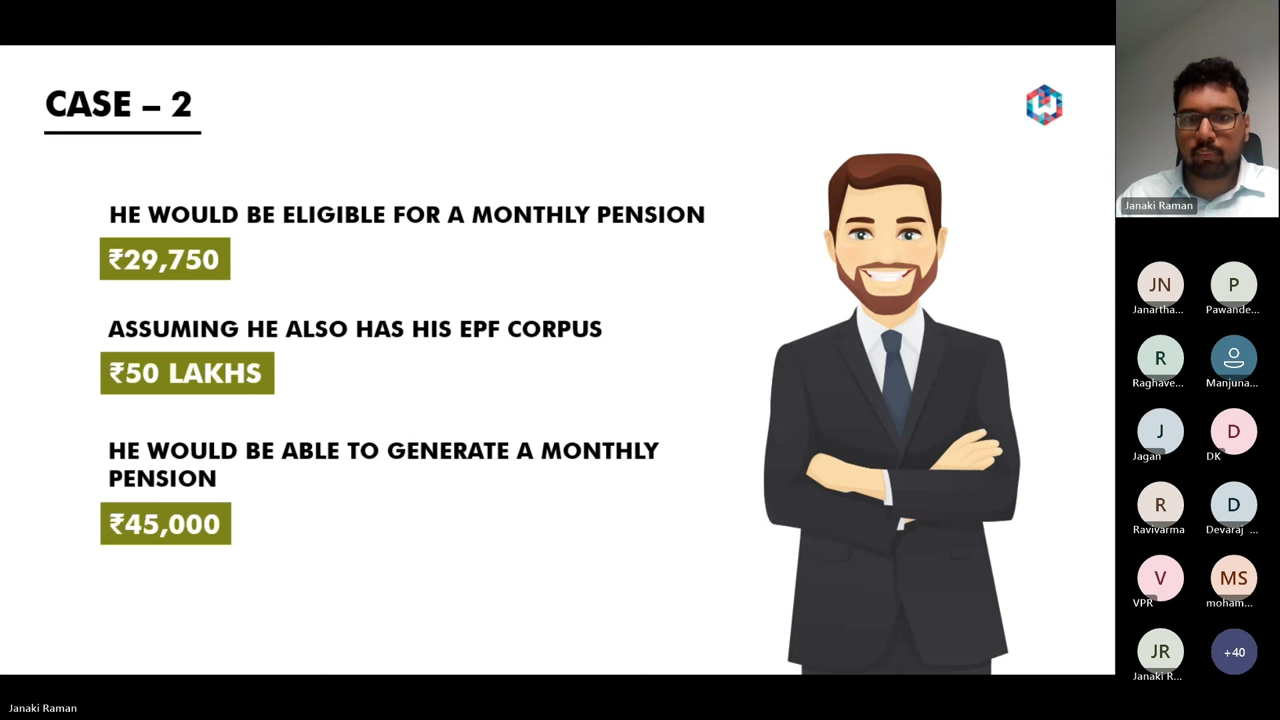 CASE – 2
HE WOULD BE ELIGIBLE FOR A MONTHLY PENSION
₹29,750
ASSUMING HE ALSO HAS HIS EPF CORPUS
₹50 LAKHS
HE WOULD BE ABLE TO GENERATE A MONTHLY
PENSION
₹45,000
Janaki Raman
JN
P
Janartha...
Pawande...
R
Raghave...
Manjuna...
J
D
Jagan
DK
R
D
Ravivarma
Devaraj ...
V
MS
VPR
moham...
JR
+40
Janaki R...
Janaki Raman